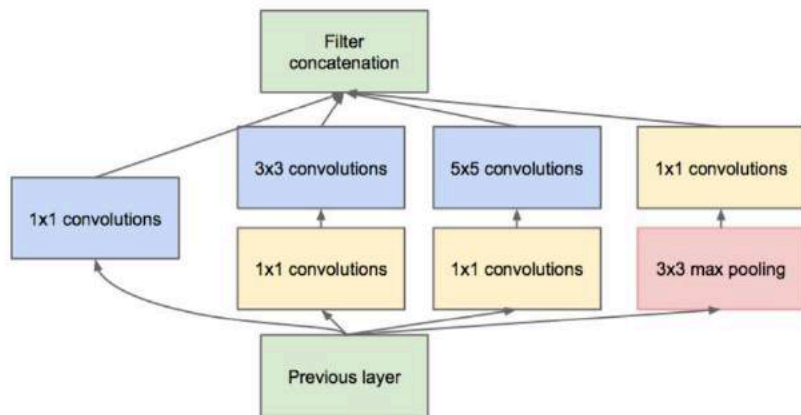 Filter
concatenation
3x3 convolutions
5x5 convolutions
1x1 convolutions
1x1 convolutions
1x1 convolutions
1x1 convolutions
3x3 max pooling
Previous layer